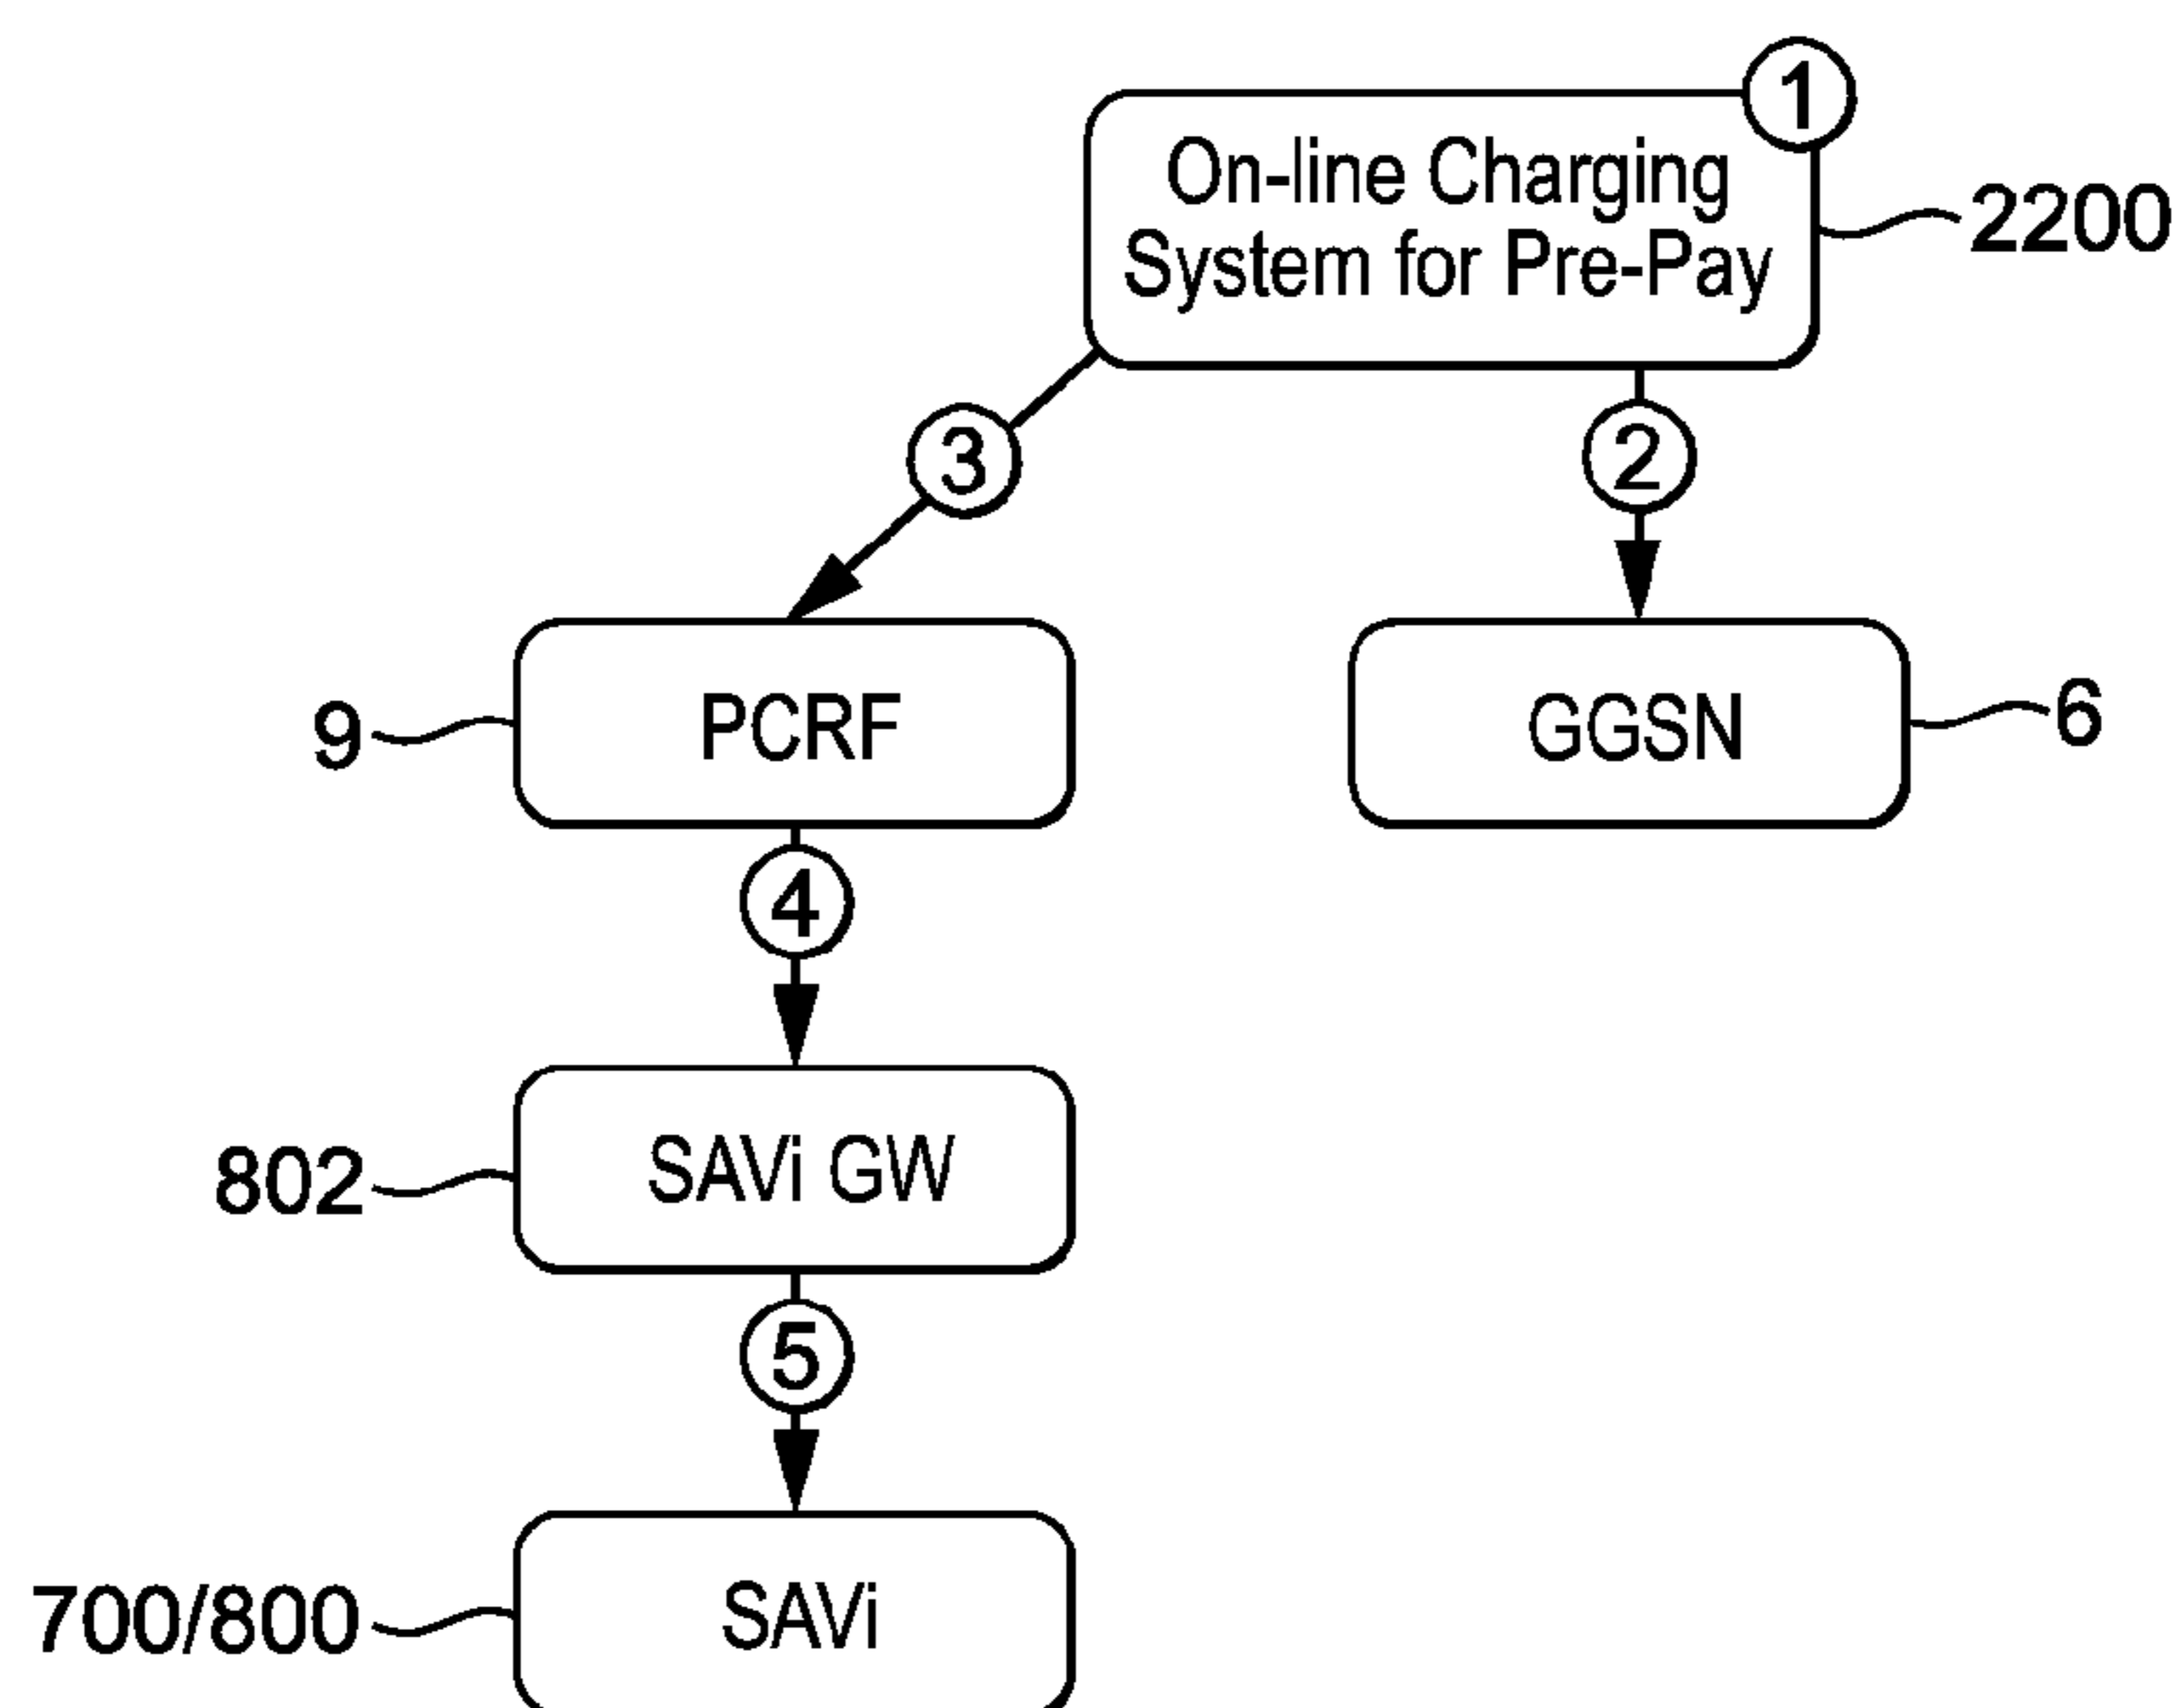 1
On-line Charging
System for Pre-Pay
2200
3
2
9
PCRF
GGSN
6
4
802
SAVi GW
5
700/800
SAVi